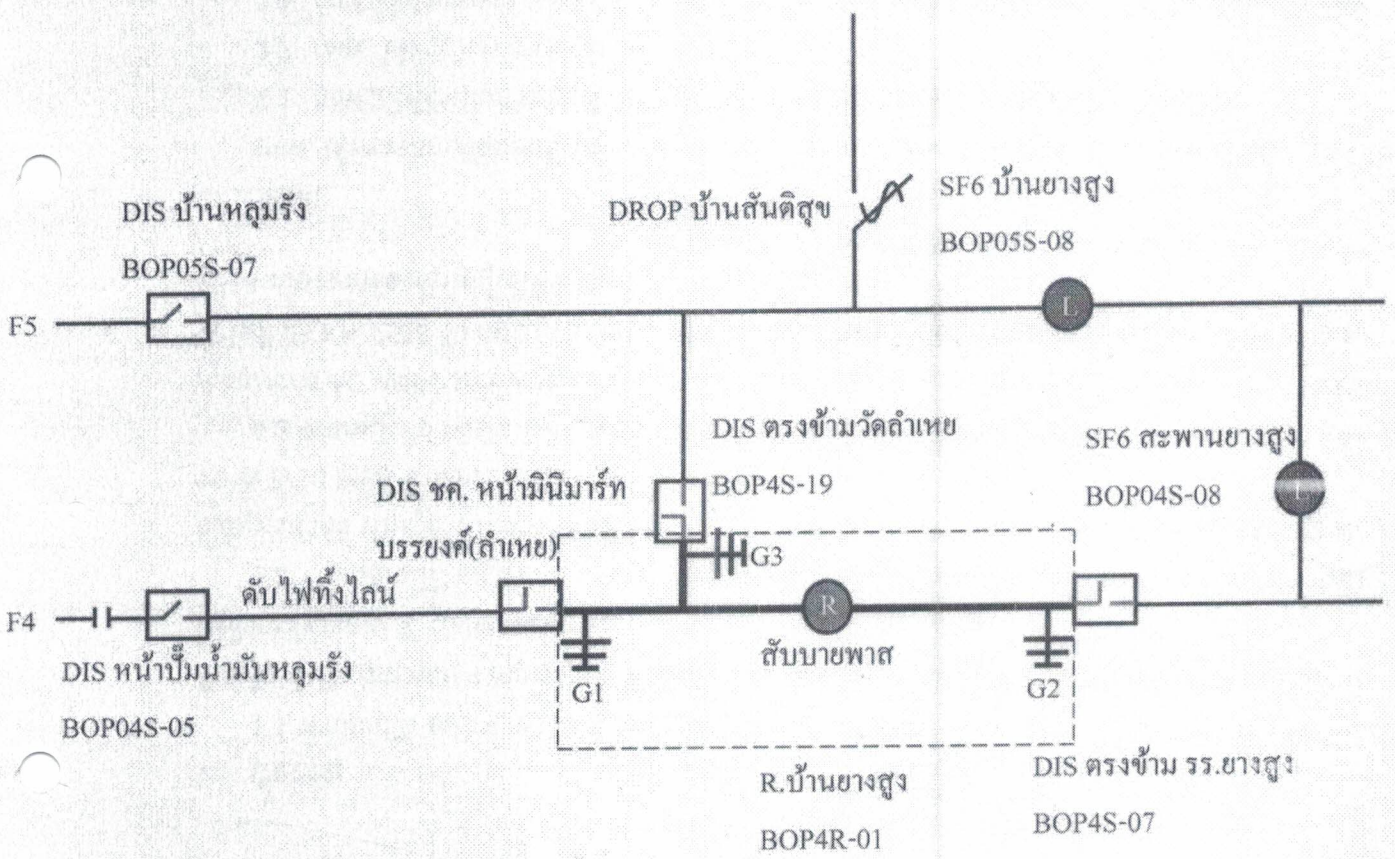 DIS บ้านหลุมรัง
BOP05S-07
DROP บ้านสันติสุข
SF6 บ้านยางสูง
BOP05S-08
L
F5
DIS ตรงข้ามวัดลำเหย
BOP4S-19
SF6 สะพานยางสูง
BOP04S-08
L
DIS ชค. หน้ามินิมาร์ท
บรรยงค์(ลำเหย)
G3
ดับไฟทิ้งไลน์
R
F4
สับบายพาส
DIS หน้าปั๊มน้ำมันหลุมรัง
BOP04S-05
G1
G2
R.บ้านยางสูง
BOP4R-01
DIS ตรงข้าม รร.ยางสูง
BOP4S-07